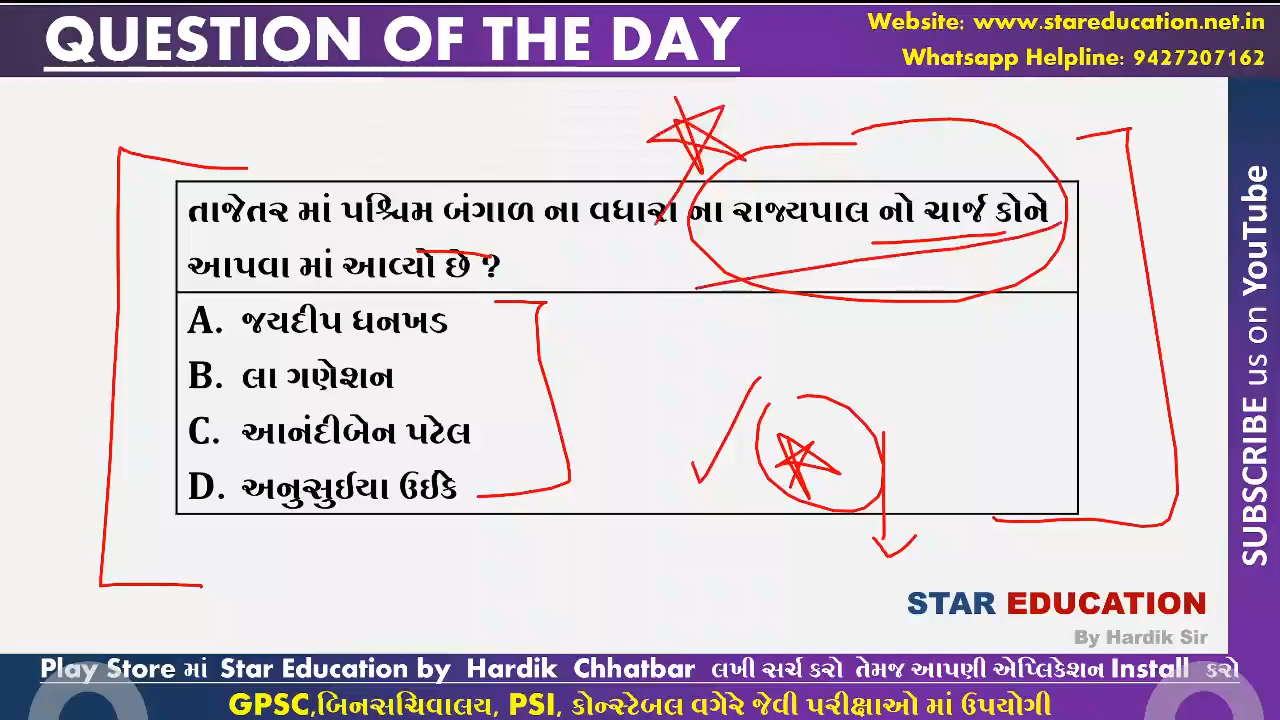 QUESTION OF THE DAY
Website: www.stareducation.net.in
Whatsapp Helpline: 9427207162
તાજેતર માં પશ્ચિમ બંગાળ ના વધારા ના રાજ્યપાલ નો ચાર્જ કોને
આપવા માં આવ્યો છે ?
A. જયદીપ ધનખડ
B. લા ગણેશન
C. આનંદીબેન પટેલ
D. અનુસુઈયા ઉઈકે
SUBSCRIBE us on YouTube
STAR EDUCATION
By Hardik Sir
Play Store માં Star Education by Hardik Chhatbar લખી સર્ચ કરો તેમજ આપણી એપ્લિકેશન Install કરો
GPSC,બિનસચિવાલય, PSI, કોન્સ્ટેબલ વગેરે જેવી પરીક્ષાઓ માં ઉપયોગી